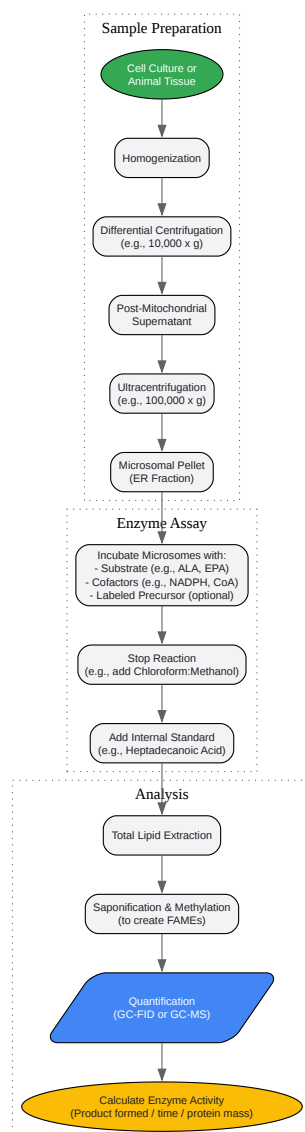 Sample Preparation
Cell Culture or
Animal Tissue
Homogenization
Differential Centrifugation
(e.g., 10,000 x g)
Post-Mitochondrial
Supernatant
Ultracentrifugation
(e.g., 100,000 x g)
Microsomal Pellet
(ER Fraction)
Enzyme Assay
Incubate Microsomes with:
- Substrate (e.g., ALA, EPA)
- Cofactors (e.g., NADPH, CoA)
- Labeled Precursor (optional)
Stop Reaction
(e.g., add Chloroform:Methanol)
Add Internal Standard
(e.g., Heptadecanoic Acid)
Analysis
Total Lipid Extraction
Saponification & Methylation
(to create FAMEs)
Quantification
(GC-FID or GC-MS)
Calculate Enzyme Activity
(Product formed / time / protein mass)